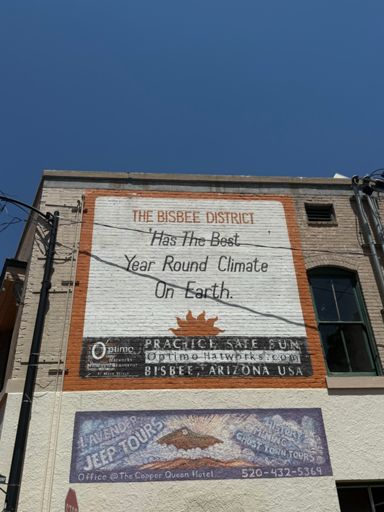 THE BISBEE DISTRICT
'Has The Best
Year Round Climate
On Earth.
Optimo
Hatworks
PRACTICE SAFE SUN
OptimoHatworks.com
BISBEE, ARIZONA USA
LAVENDER
JEEP TOURS
HISTORY
MINING
GHOST TOWN TOURS
Office @ The Copper Queen Hotel
520-432-5369